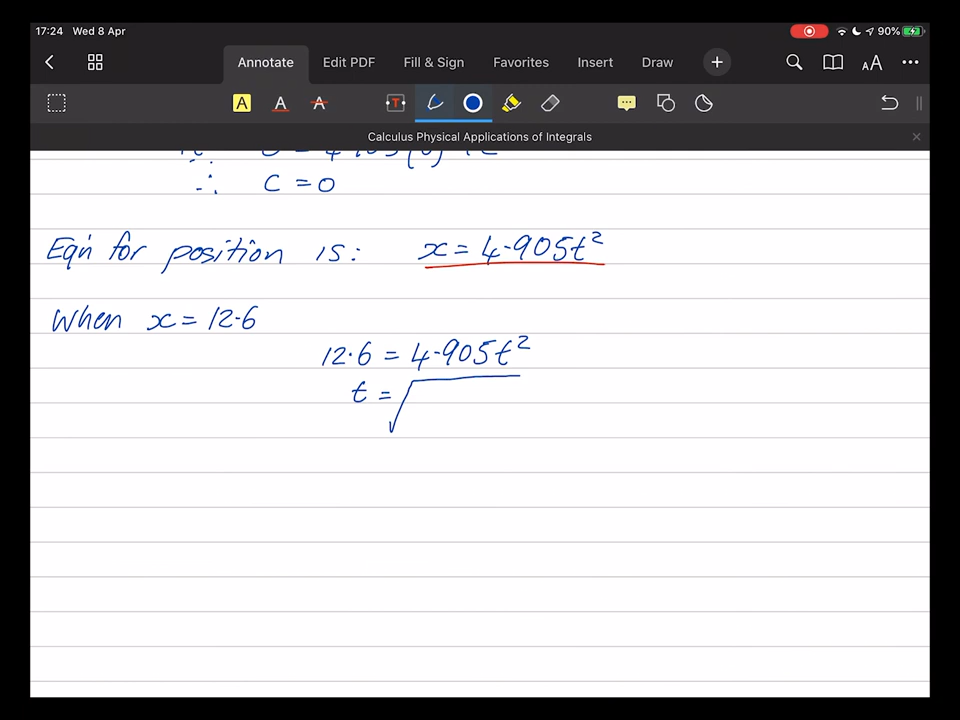 17:24 Wed 8 Apr 90%
Annotate Edit PDF Fill & Sign Favorites Insert Draw
Calculus Physical Applications of Integrals
∴ C = 0
Eqn for position is: x = 4.905t²
When x = 12.6
12.6 = 4.905t²
t = √